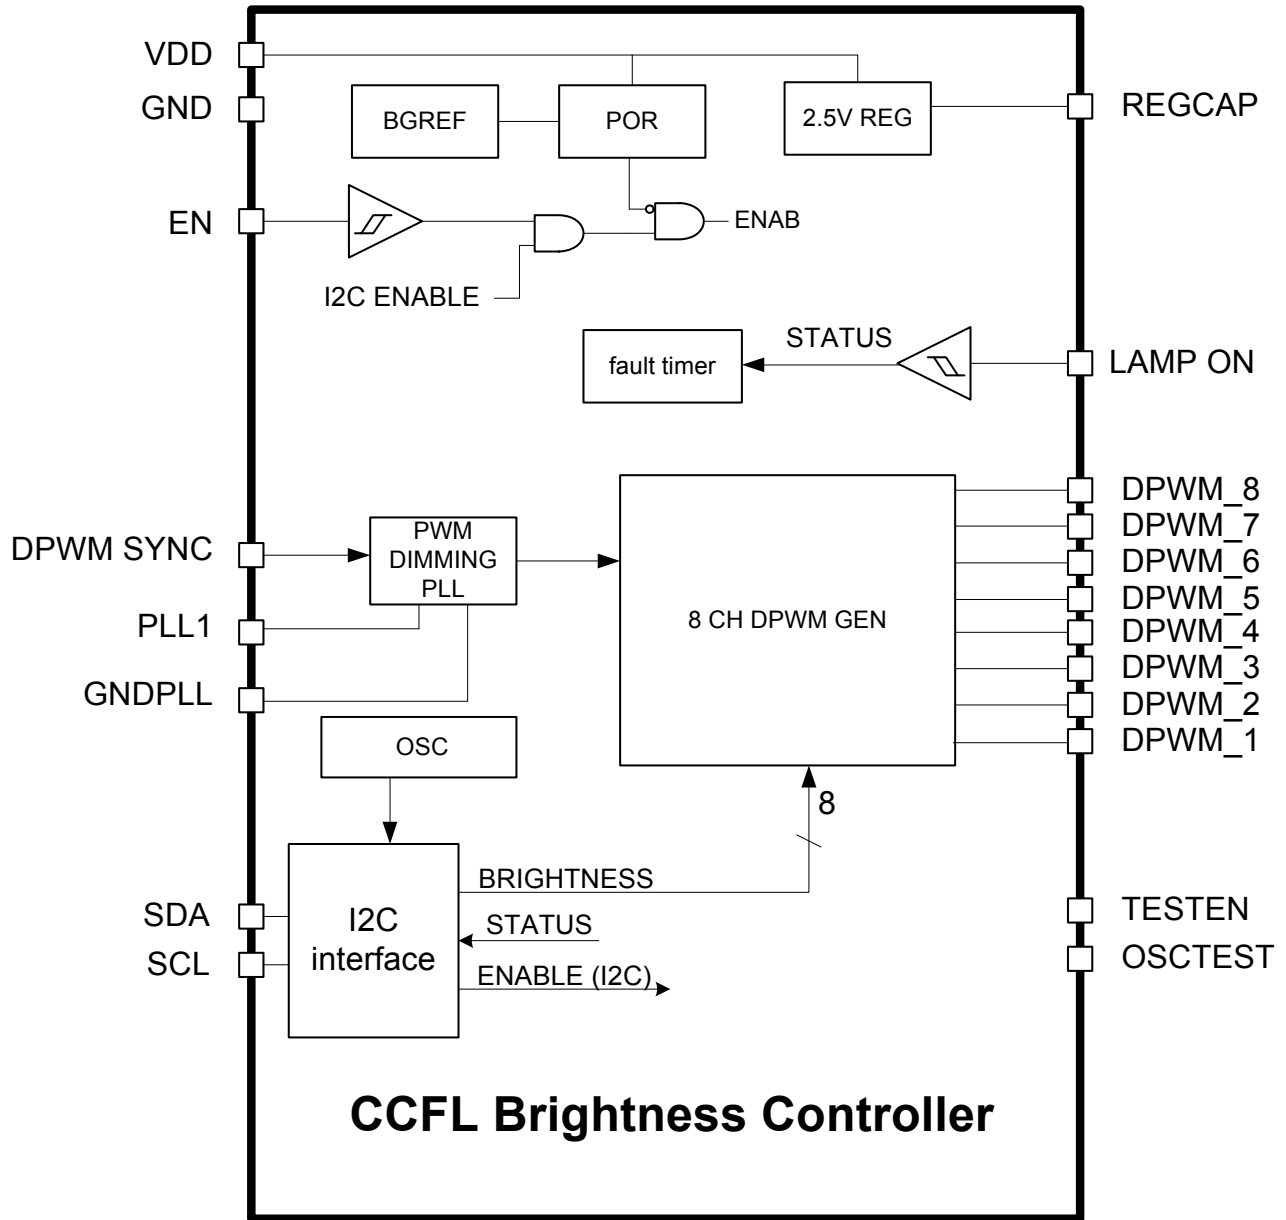 VDD
GND
BGREF
POR
2.5V REG
REGCAP
EN
ENAB
I2C ENABLE
STATUS
fault timer
LAMP ON
DPWM SYNC
PWM
DIMMING
PLL
PLL1
GNDPLL
8 CH DPWM GEN
DPWM_8
DPWM_7
DPWM_6
DPWM_5
DPWM_4
DPWM_3
DPWM_2
DPWM_1
OSC
8
SDA
SCL
I2C
interface
BRIGHTNESS
STATUS
ENABLE (I2C)
TESTEN
OSCTEST
CCFL Brightness Controller